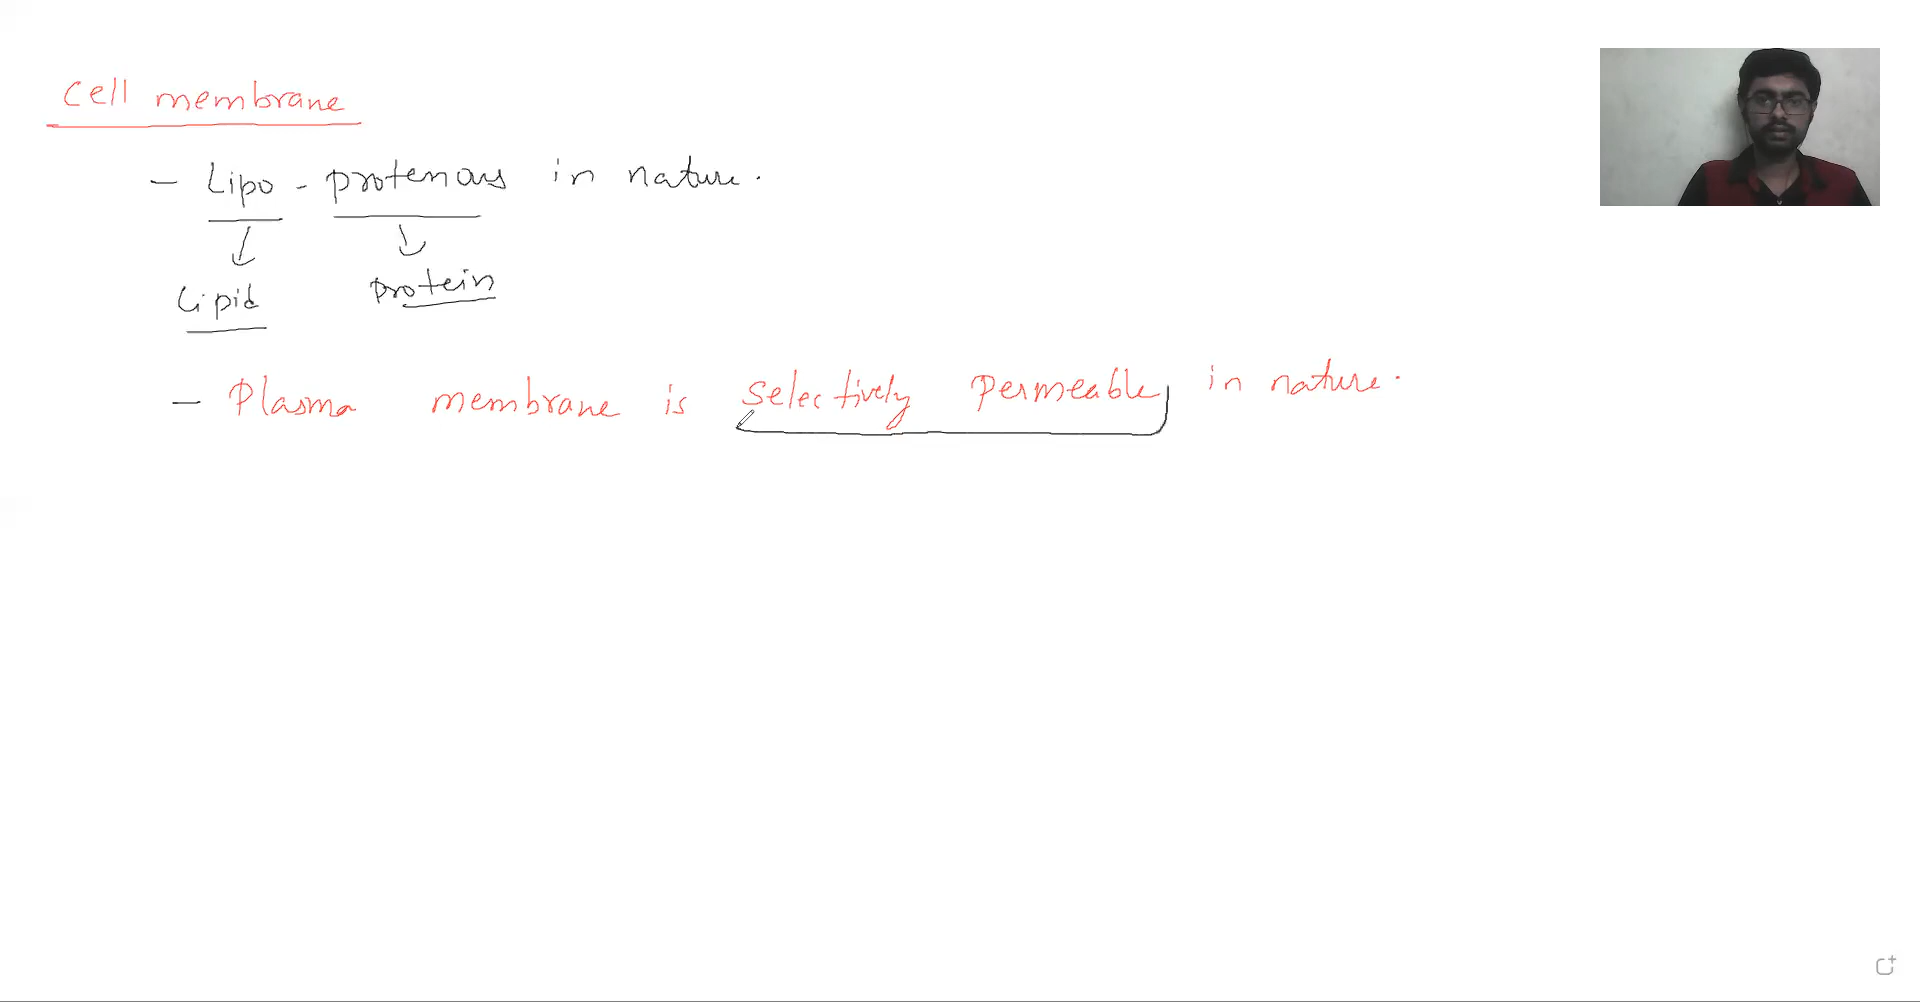 Cell membrane
- Lipo - protenous in nature.
Lipid protein
- Plasma membrane is selectively permeable in nature.